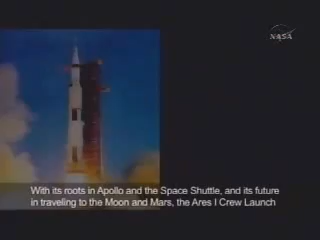 NASA
With its roots in Apollo and the Space Shuttle, and its future
in traveling to the Moon and Mars, the Ares I Crew Launch